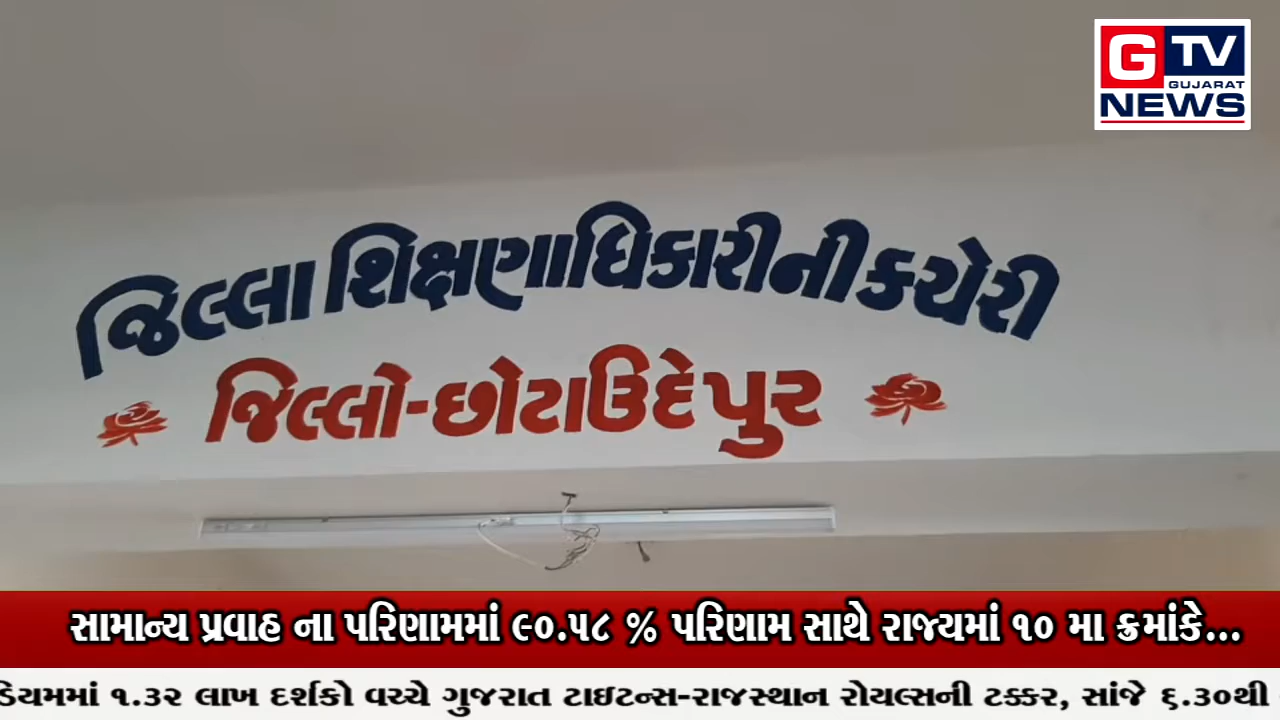 G TV
GUJARAT
NEWS
જિલ્લા શિક્ષણાધિકારીની કચેરી
જિલ્લો-છોટાઉદેપુર
સામાન્ય પ્રવાહ ના પરિણામમાં ૯૦.૫૮ % પરિણામ સાથે રાજ્યમાં ૧૦ મા ક્રમાંકે...
ડિયમમાં ૧.૩૨ લાખ દર્શકો વચ્ચે ગુજરાત ટાઇટન્સ-રાજસ્થાન રોયલ્સની ટક્કર, સાંજે ૬.૩૦થી